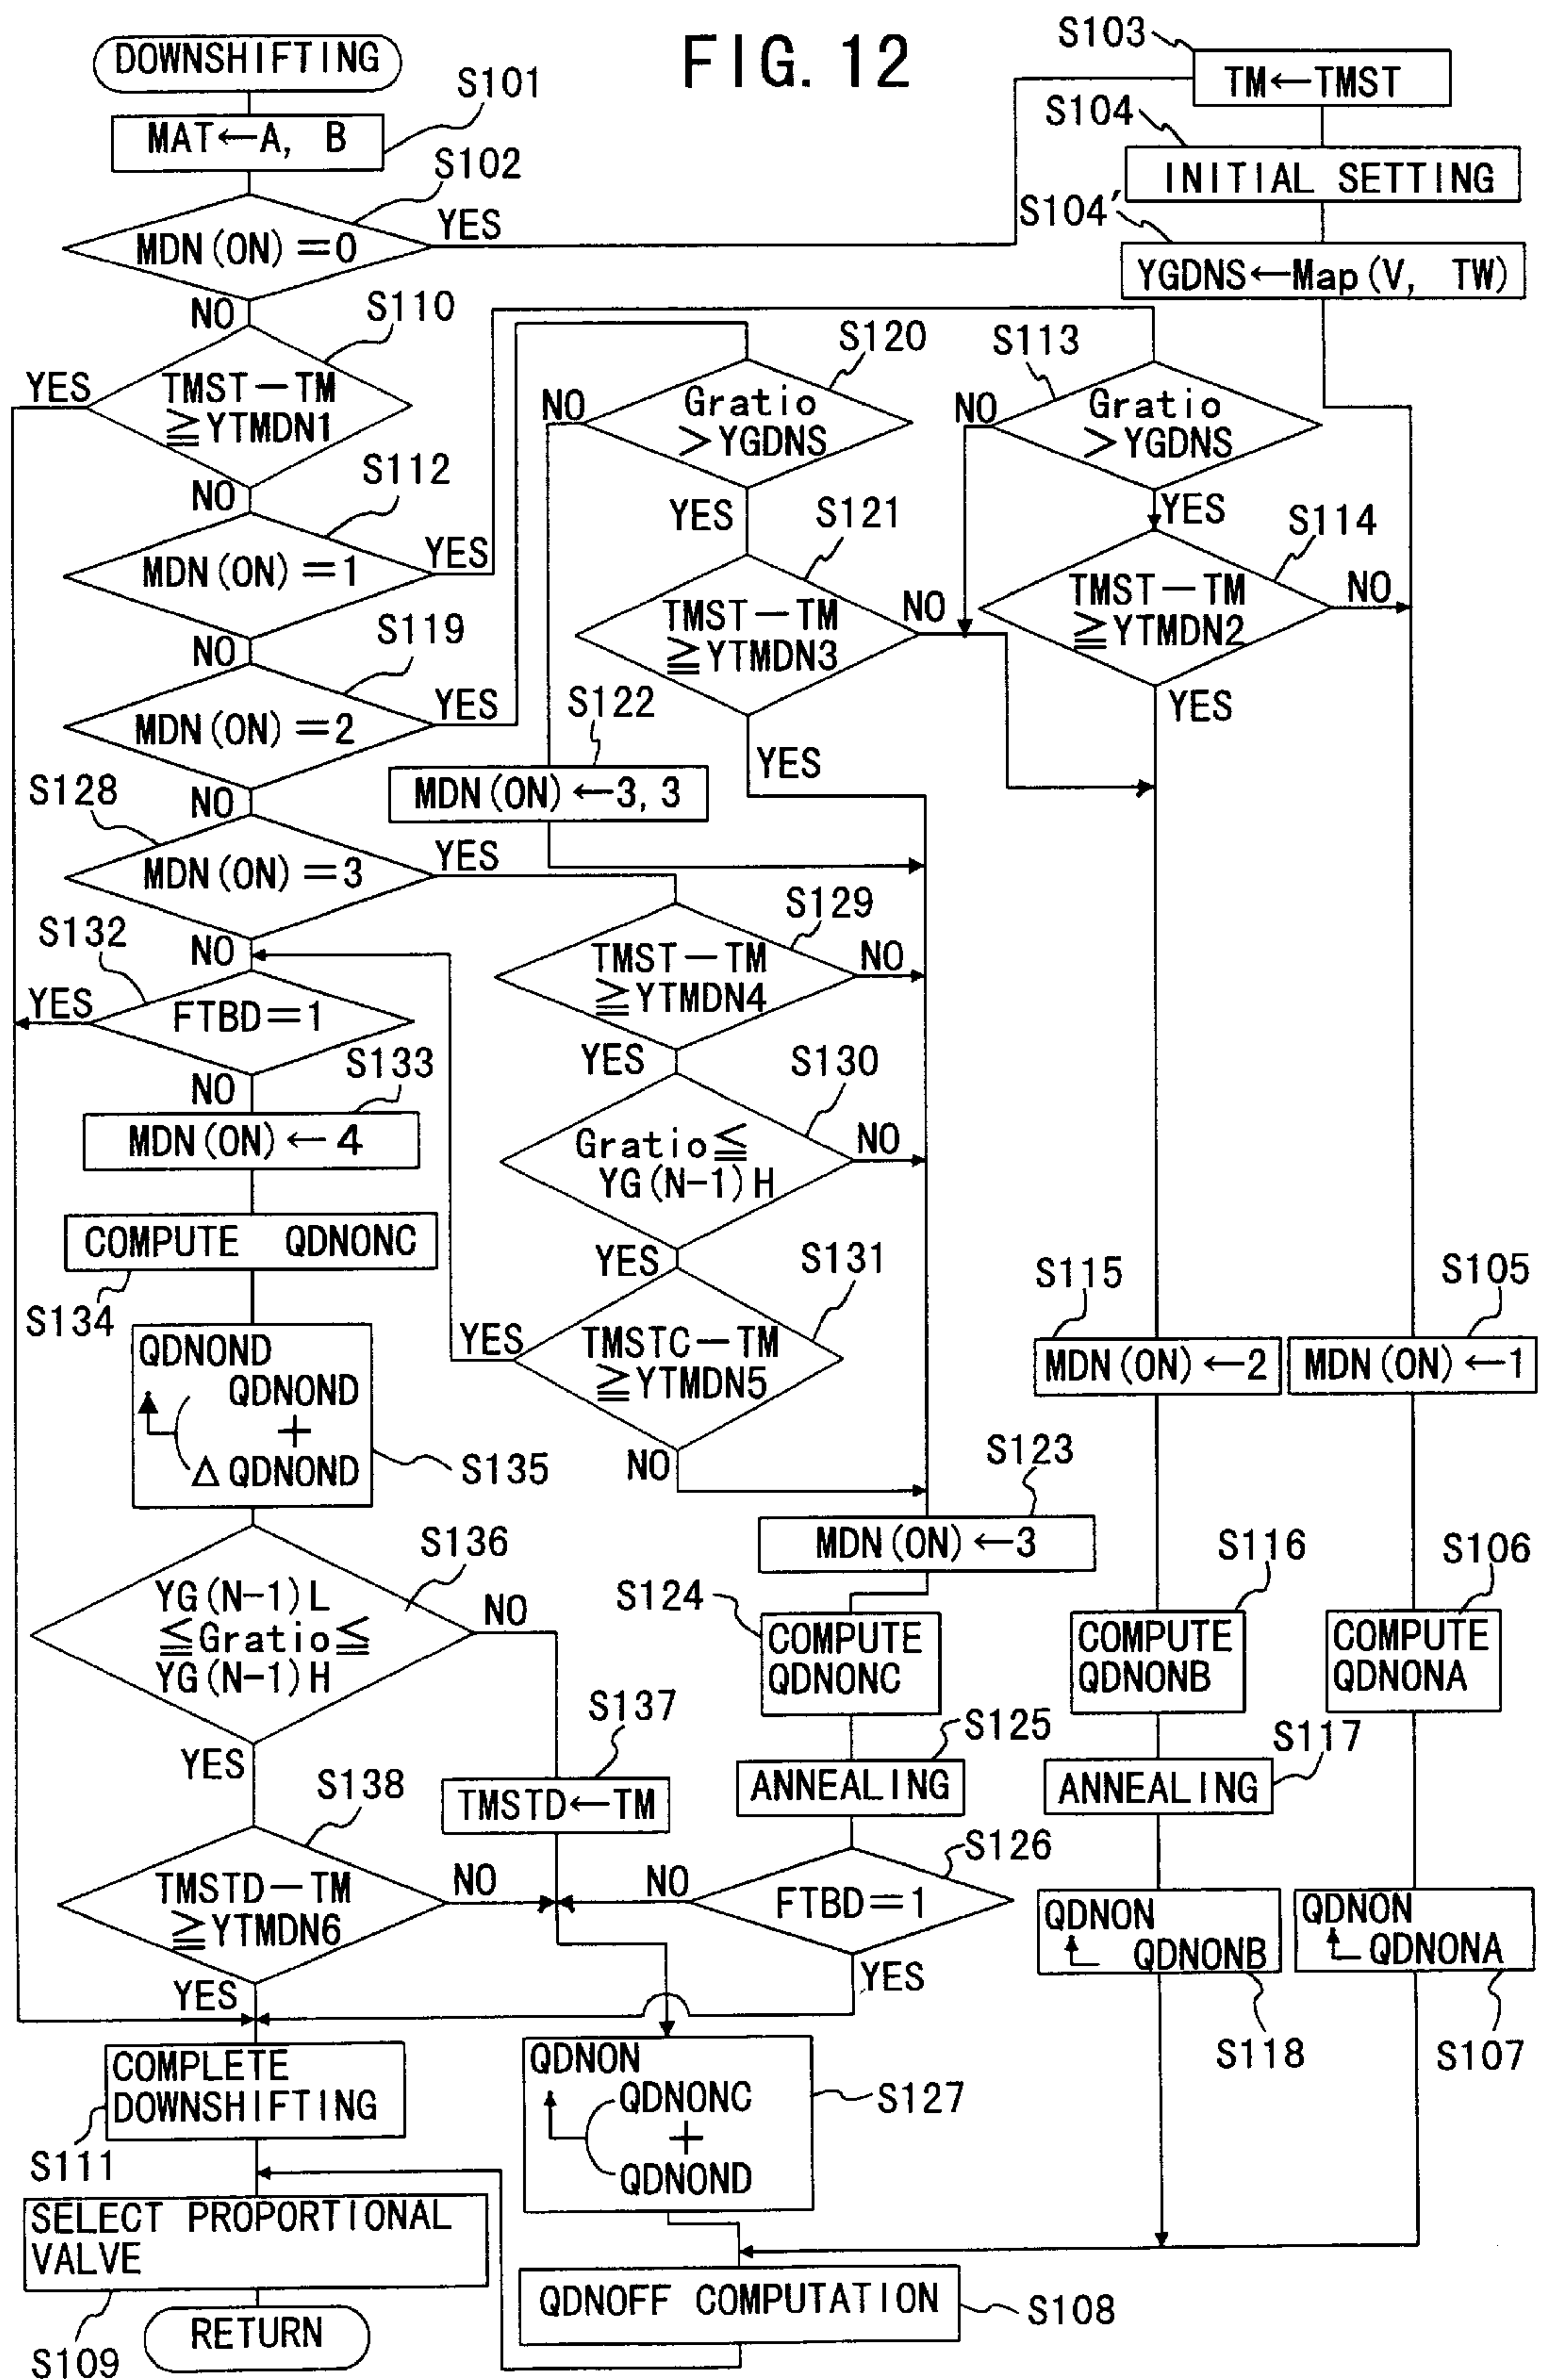 FIG. 12
DOWNSHIFTING
S101
MAT←A, B
S102
MDN(ON)=0
YES
NO
S103
TM←TMST
S104
INITIAL SETTING
S104′
YGDNS←Map(V, TW)
S110
YES
TMST−TM
≧YTMDN1
NO
S112
MDN(ON)=1
YES
NO
S119
MDN(ON)=2
YES
NO
S128
MDN(ON)=3
YES
NO
S120
NO
Gratio
>YGDNS
YES
S121
TMST−TM
≧YTMDN3
NO
YES
S122
MDN(ON)←3, 3
S113
NO
Gratio
>YGDNS
YES
S114
TMST−TM
≧YTMDN2
NO
YES
S129
TMST−TM
≧YTMDN4
NO
YES
S130
Gratio≦
YG(N-1)H
NO
YES
S131
YES
TMSTC−TM
≧YTMDN5
NO
S132
YES
FTBD=1
NO
S133
MDN(ON)←4
COMPUTE QDNONC
S134
QDNOND
QDNOND
+
ΔQDNOND
S135
S136
YG(N-1)L
≦Gratio≦
YG(N-1)H
NO
YES
S137
TMSTD←TM
S138
TMSTD−TM
≧YTMDN6
NO
YES
S123
MDN(ON)←3
S124
COMPUTE
QDNONC
S125
ANNEALING
S126
NO
FTBD=1
YES
S115
MDN(ON)←2
S116
COMPUTE
QDNONB
S117
ANNEALING
QDNON
QDNONB
S118
S105
MDN(ON)←1
S106
COMPUTE
QDNONA
QDNON
QDNONA
S107
COMPLETE
DOWNSHIFTING
S111
QDNON
QDNONC
+
QDNOND
S127
SELECT PROPORTIONAL
VALVE
S109
QDNOFF COMPUTATION
S108
RETURN